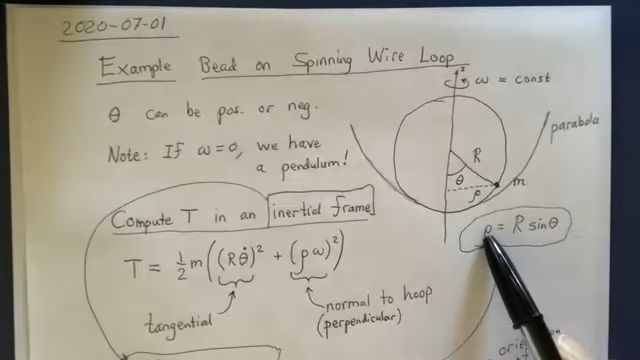 2020-07-01
Example Bead on Spinning Wire Loop
θ can be pos. or neg.
Note: If ω=0, we have
a pendulum!
z
ω = const
parabola
R
θ
ρ
m
ρ = R sinθ
Compute T in an inertial frame
T = ½ m((Rθ̇)² + (ρω)²)
tangential
normal to hoop
(perpendicular)